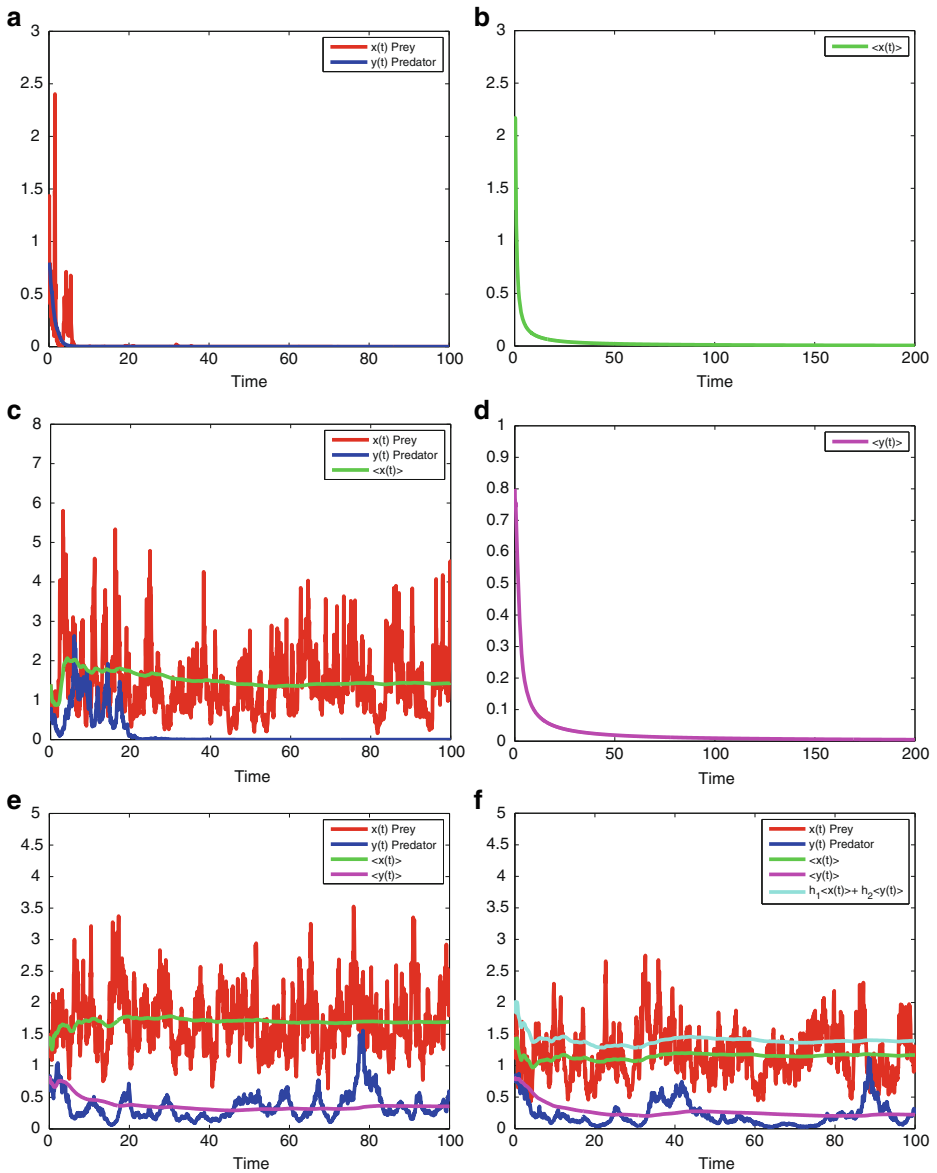 a
3
2.5
2
1.5
1
0.5
0
0 20 40 60 80 100
Time
x(t) Prey
y(t) Predator
b
3
2.5
2
1.5
1
0.5
0
0 50 100 150 200
Time
<x(t)>
c
8
7
6
5
4
3
2
1
0
0 20 40 60 80 100
Time
x(t) Prey
y(t) Predator
<x(t)>
d
1
0.9
0.8
0.7
0.6
0.5
0.4
0.3
0.2
0.1
0
0 50 100 150 200
Time
<y(t)>
e
5
4.5
4
3.5
3
2.5
2
1.5
1
0.5
0
0 20 40 60 80 100
Time
x(t) Prey
y(t) Predator
<x(t)>
<y(t)>
f
5
4.5
4
3.5
3
2.5
2
1.5
1
0.5
0
0 20 40 60 80 100
Time
x(t) Prey
y(t) Predator
<x(t)>
<y(t)>
h1<x(t)>+ h2<y(t)>